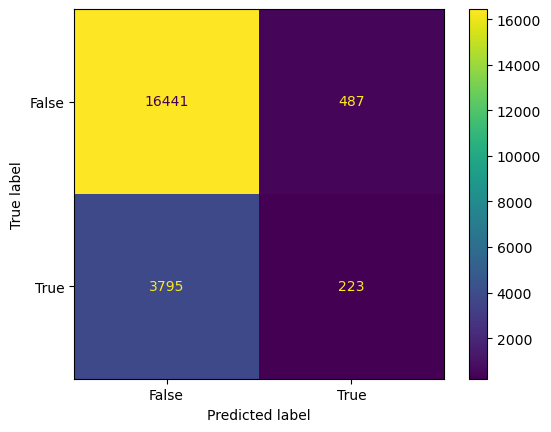 16000
14000
12000
10000
8000
6000
4000
2000
False
16441
487
True
3795
223
False
True
True label
Predicted label